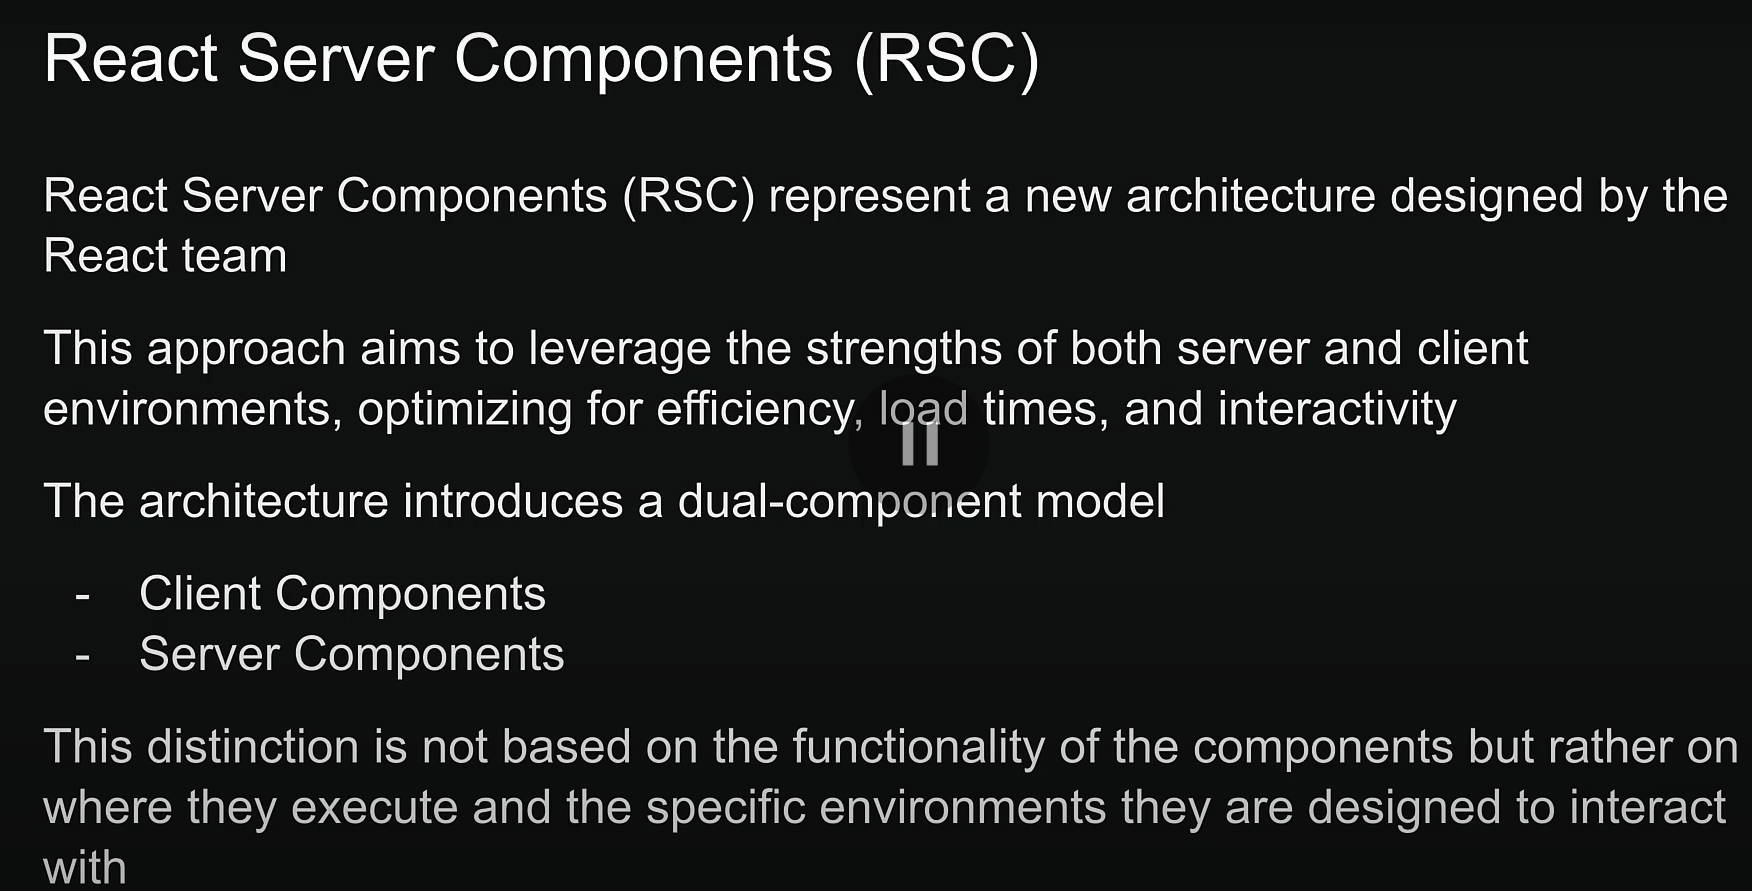 React Server Components (RSC)
React Server Components (RSC) represent a new architecture designed by the
React team
This approach aims to leverage the strengths of both server and client
environments, optimizing for efficiency, load times, and interactivity
The architecture introduces a dual-component model
- Client Components
- Server Components
This distinction is not based on the functionality of the components but rather on
where they execute and the specific environments they are designed to interact
with